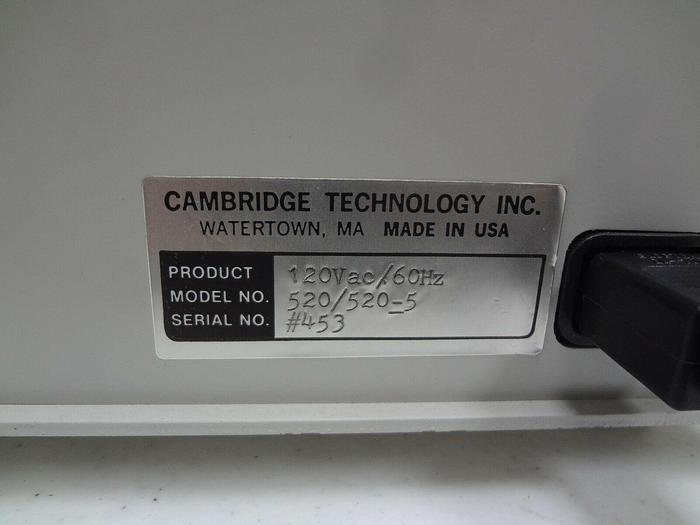 CAMBRIDGE TECHNOLOGY INC.
WATERTOWN, MA MADE IN USA
PRODUCT 120Vac/60Hz
MODEL NO. 520/520-5
SERIAL NO. #453